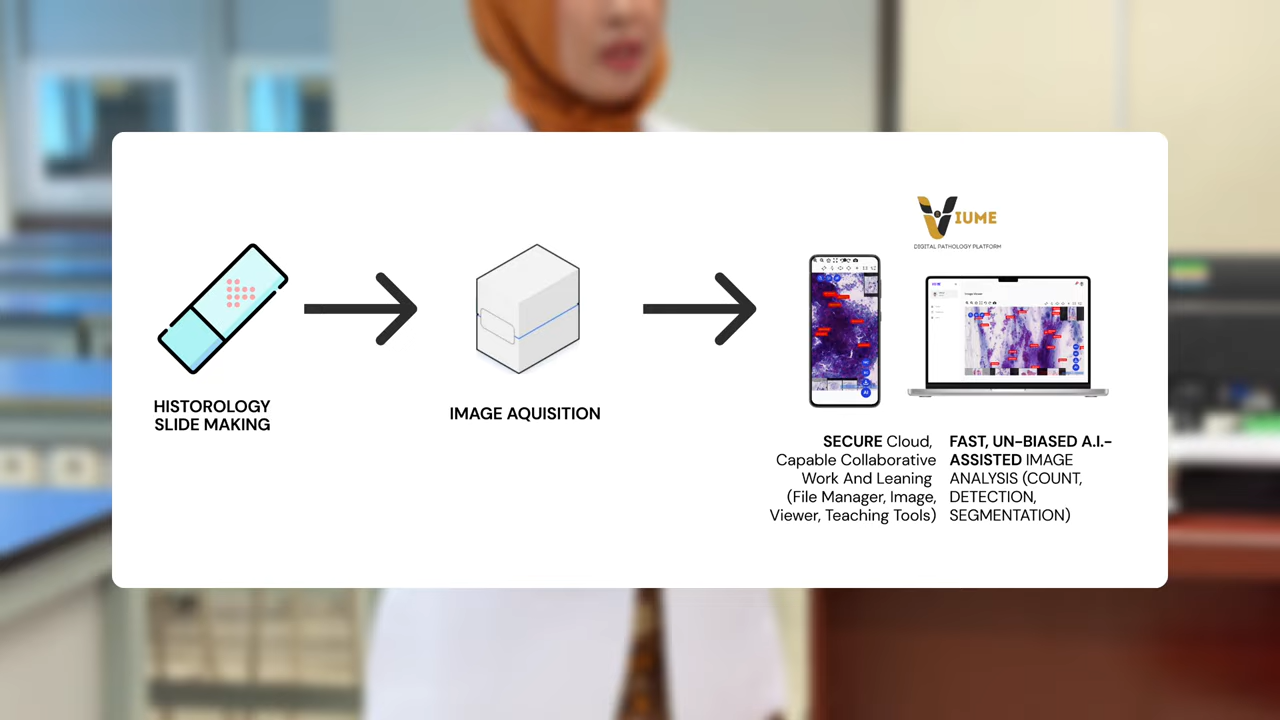 HISTOROLOGY
SLIDE MAKING
IMAGE AQUISITION
VIUME
DIGITAL PATHOLOGY PLATFORM
SECURE Cloud,
Capable Collaborative
Work And Leaning
(File Manager, Image,
Viewer, Teaching Tools)
FAST, UN-BIASED A.I.-
ASSISTED IMAGE
ANALYSIS (COUNT,
DETECTION,
SEGMENTATION)